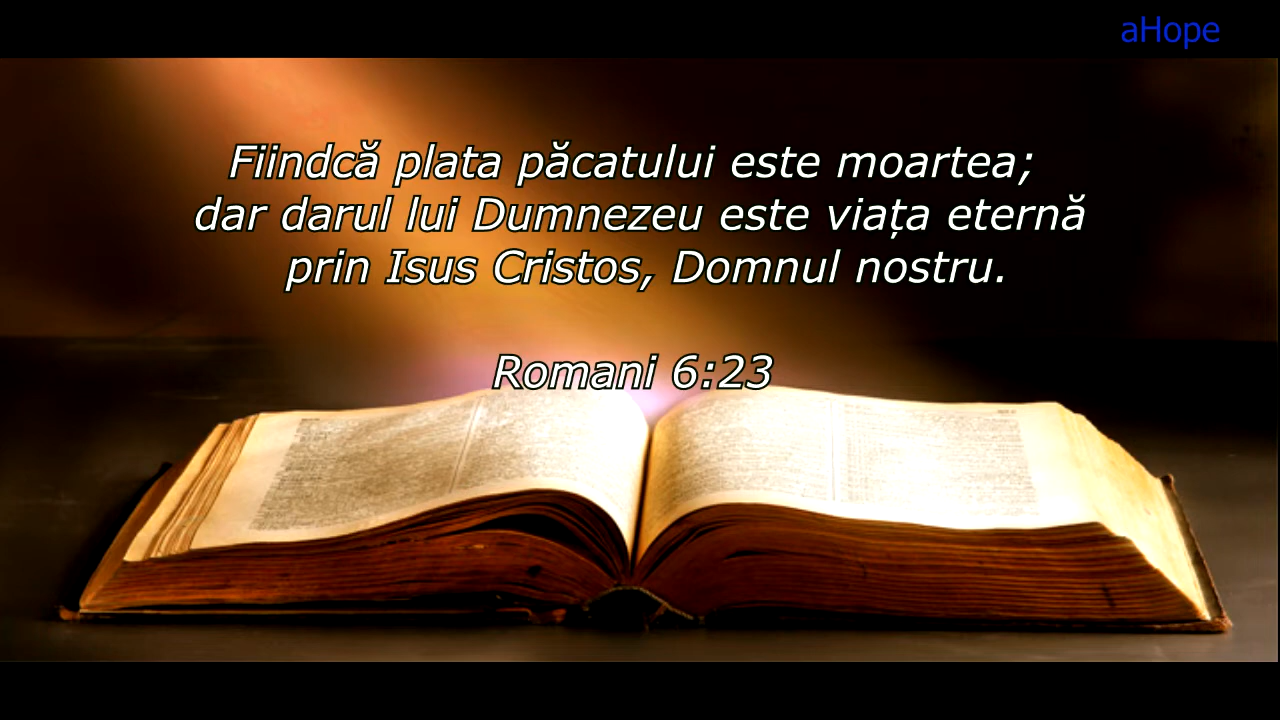 aHope
Fiindcă plata păcatului este moartea;
dar darul lui Dumnezeu este viața eternă
prin Isus Cristos, Domnul nostru.
Romani 6:23